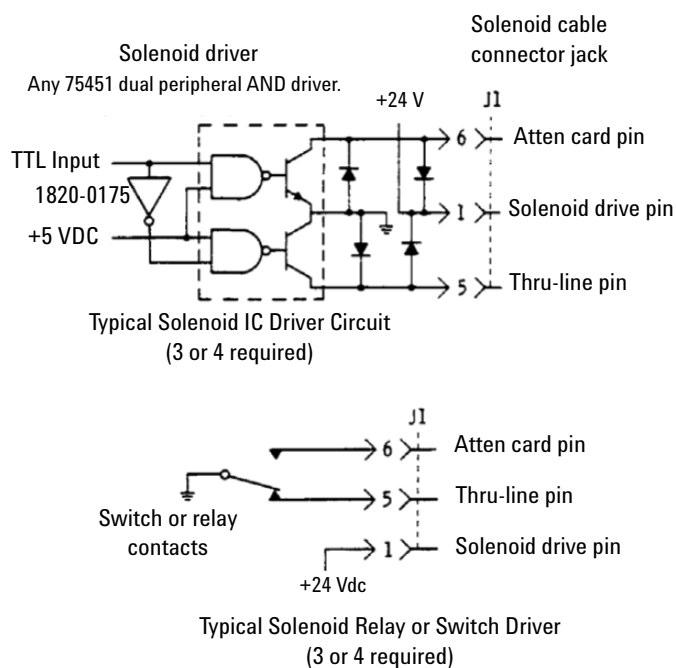 Solenoid driver
Any 75451 dual peripheral AND driver.
Solenoid cable
connector jack
+24 V
J1
6 Atten card pin
TTL Input
1820-0175
1 Solenoid drive pin
+5 VDC
5 Thru-line pin
Typical Solenoid IC Driver Circuit
(3 or 4 required)
J1
6 Atten card pin
5 Thru-line pin
Switch or relay
contacts
1 Solenoid drive pin
+24 Vdc
Typical Solenoid Relay or Switch Driver
(3 or 4 required)